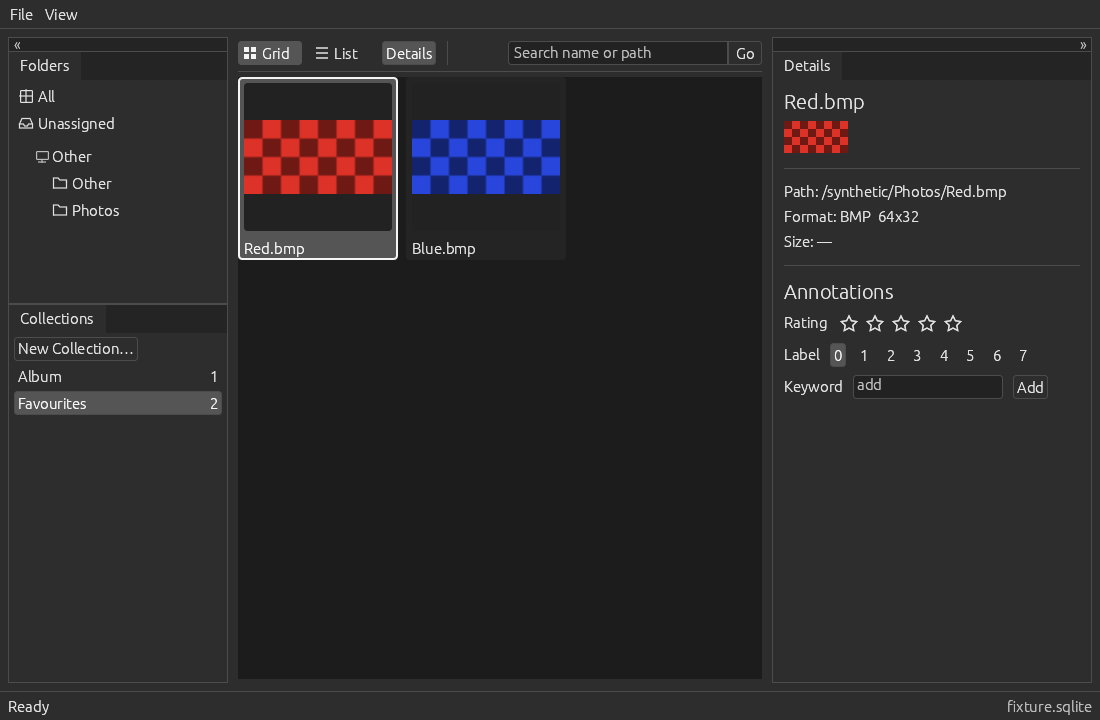 File View
«
Folders
All
Unassigned
Other
Other
Photos
Collections
New Collection...
Album 1
Favourites 2
Grid List Details Search name or path Go
Red.bmp Blue.bmp
»
Details
Red.bmp
Path: /synthetic/Photos/Red.bmp
Format: BMP 64x32
Size: —
Annotations
Rating
Label 0 1 2 3 4 5 6 7
Keyword add Add
Ready fixture.sqlite